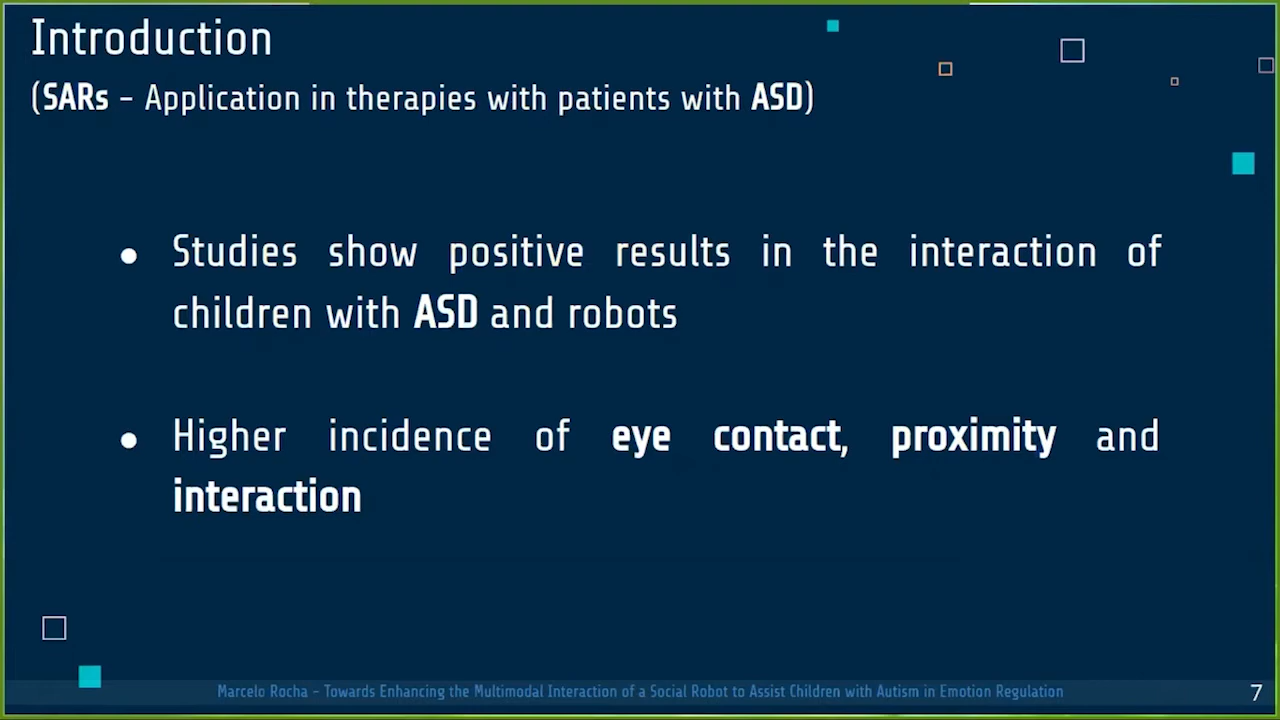 Introduction
(SARs - Application in therapies with patients with ASD)
● Studies show positive results in the interaction of
children with ASD and robots
● Higher incidence of eye contact, proximity and
interaction
Marcelo Rocha - Towards Enhancing the Multimodal Interaction of a Social Robot to Assist Children with Autism in Emotion Regulation
7